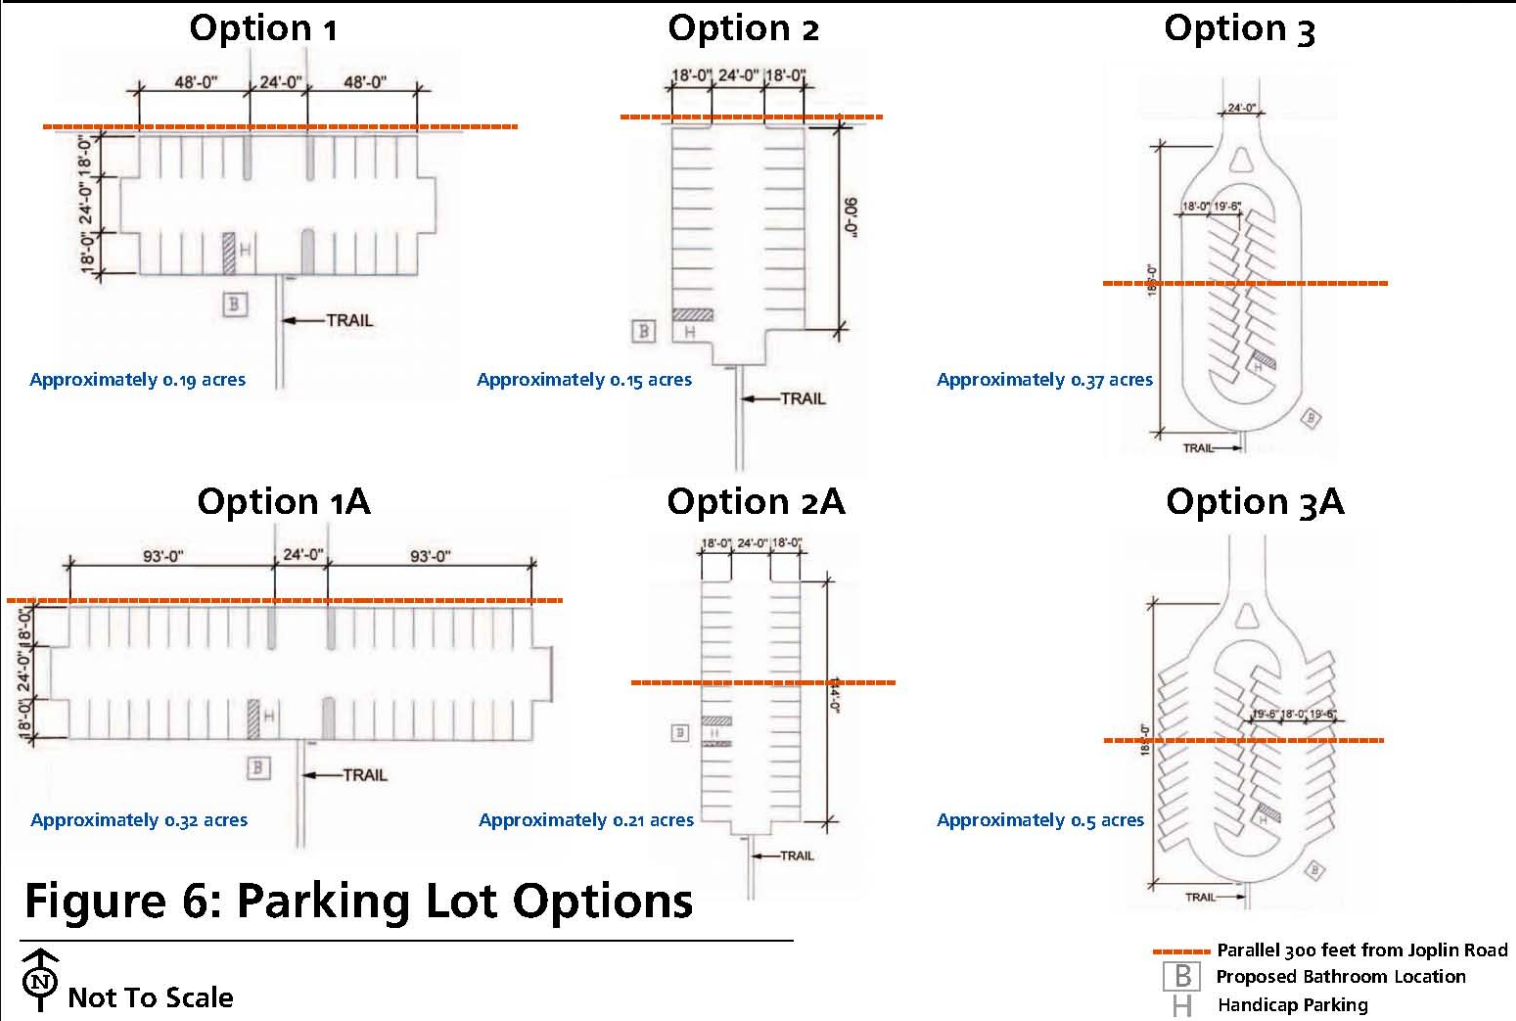 Option 1
48'-0" 24'-0" 48'-0"
18'-0"
24'-0"
18'-0"
H
B
TRAIL
Approximately 0.19 acres
Option 2
18'-0" 24'-0" 18'-0"
90'-0"
B
H
Approximately 0.15 acres
TRAIL
Option 3
24'-0"
18'-0" 19'-6"
H
Approximately 0.37 acres
B
TRAIL
Option 1A
93'-0" 24'-0" 93'-0"
18'-0"
24'-0"
18'-0"
H
B
TRAIL
Approximately 0.32 acres
Option 2A
18'-0" 24'-0" 18'-0"
B
H
Approximately 0.21 acres
TRAIL
Option 3A
19'-6" 18'-0" 19'-6"
H
Approximately 0.5 acres
B
TRAIL
Figure 6: Parking Lot Options
N
Not To Scale
Parallel 300 feet from Joplin Road
B Proposed Bathroom Location
H Handicap Parking